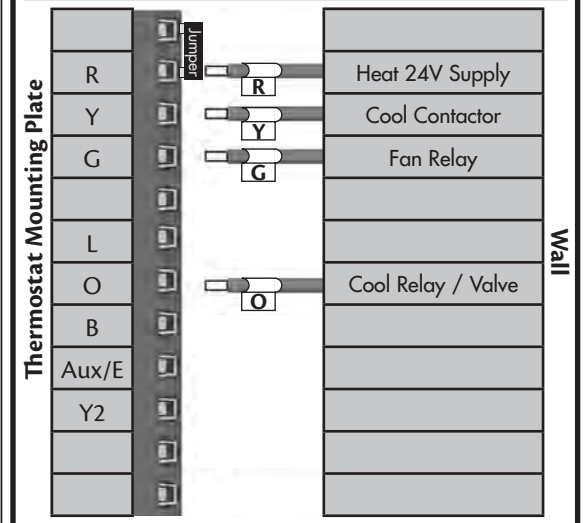 Thermostat Mounting Plate
Jumper
R R Heat 24V Supply
Y Y Cool Contactor
G G Fan Relay
L
O O Cool Relay / Valve
B
Aux/E
Y2
Wall